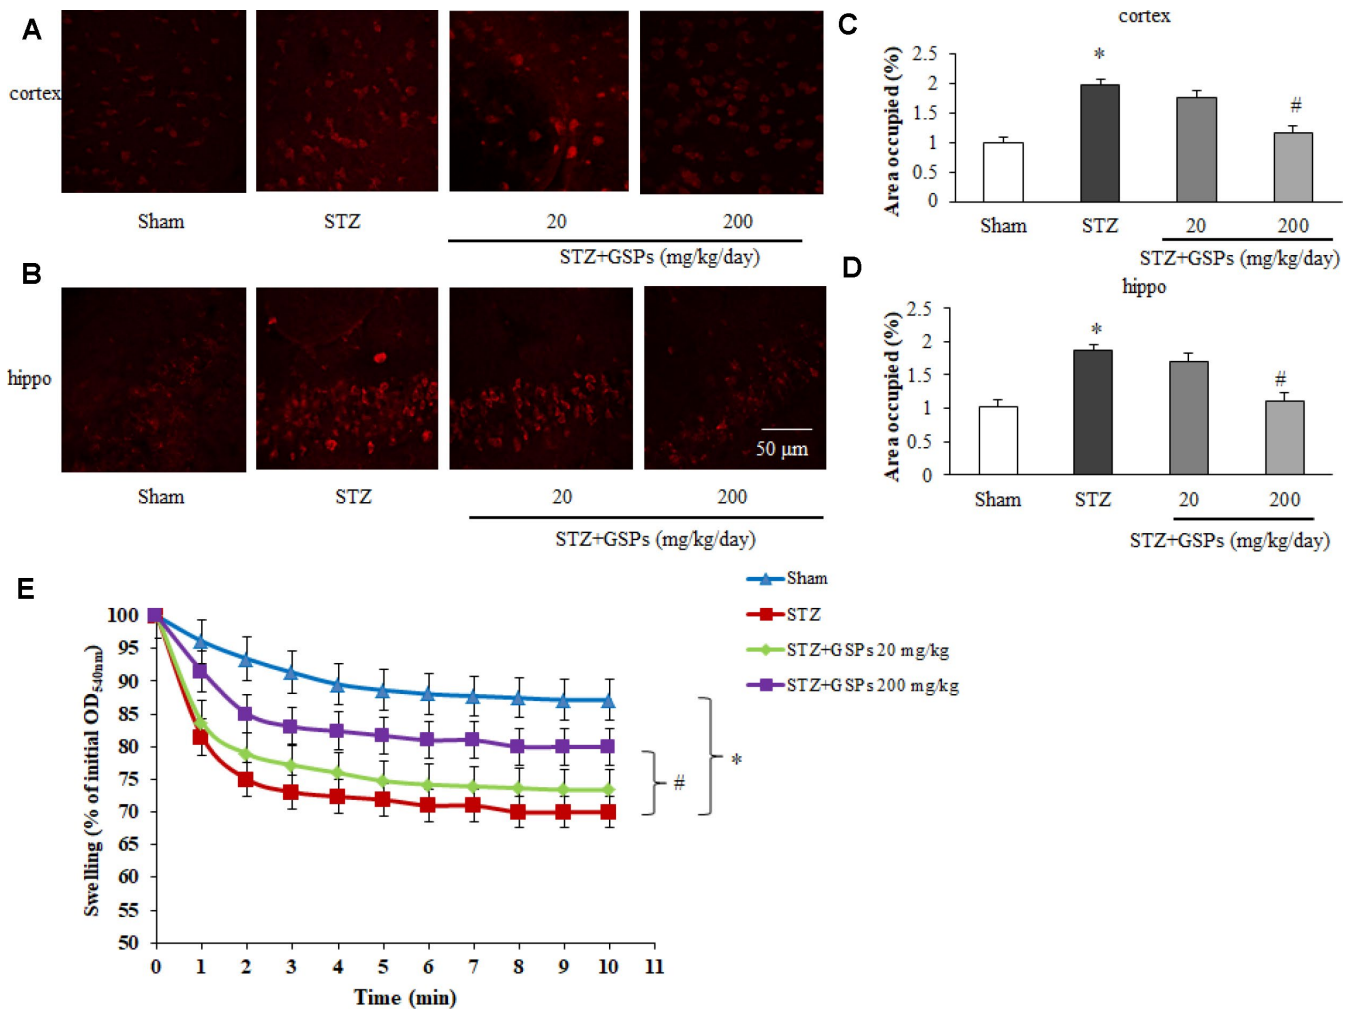 A
cortex
Sham
STZ
20
200
STZ+GSPs (mg/kg/day)
B
hippo
50 μm
Sham
STZ
20
200
STZ+GSPs (mg/kg/day)
C
cortex
Area occupied (%)
2.5
2
1.5
1
0.5
0
*
#
Sham
STZ
20
200
STZ+GSPs (mg/kg/day)
D
hippo
Area occupied (%)
2.5
2
1.5
1
0.5
0
*
#
Sham
STZ
20
200
STZ+GSPs (mg/kg/day)
E
Sham
STZ
STZ+GSPs 20 mg/kg
STZ+GSPs 200 mg/kg
Swelling (% of initial OD540nm)
100
95
90
85
80
75
70
65
60
55
50
*
#
0 1 2 3 4 5 6 7 8 9 10 11
Time (min)